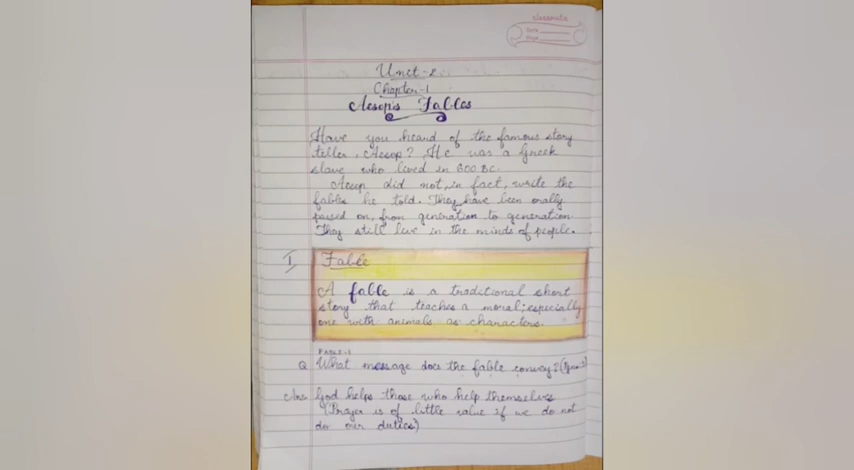 classmate
Date
Page
Unit-2
Chapter-1
Aesop's Fables
Have you heard of the famous story
teller, Aesop? He was a Greek
slave who lived in 600 BC.
Aesop did not, in fact, write the
fables he told. They have been orally
passed on, from generation to generation.
They still live in the minds of people.
I
Fable
A fable is a traditional short
story that teaches a moral; especially
one with animals as characters.
FABLE-1
Q What message does the fable convey?
Ans. God helps those who help themselves
(Prayer is of little value if we do not
do our duties)